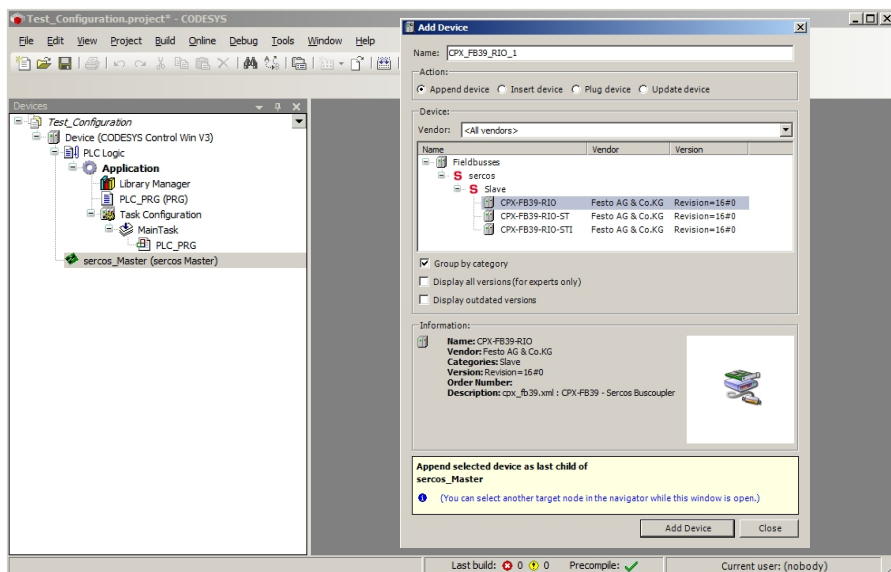 Test_Configuration.project* - CODESYS
File Edit View Project Build Online Debug Tools Window Help
Devices
Test_Configuration
Device (CODESYS Control Win V3)
PLC Logic
Application
Library Manager
PLC_PRG (PRG)
Task Configuration
MainTask
PLC_PRG
sercos_Master (sercos Master)
Add Device
Name: CPX_FB39_RIO_1
Action:
Append device Insert device Plug device Update device
Device:
Vendor: <All vendors>
Name Vendor Version
Fieldbusses
S sercos
S Slave
CPX-FB39-RIO Festo AG & Co.KG Revision=16#0
CPX-FB39-RIO-ST Festo AG & Co.KG Revision=16#0
CPX-FB39-RIO-STI Festo AG & Co.KG Revision=16#0
Group by category
Display all versions (for experts only)
Display outdated versions
Information:
Name: CPX-FB39-RIO
Vendor: Festo AG & Co.KG
Categories: Slave
Version: Revision=16#0
Order Number:
Description: cpx_fb39.xml : CPX-FB39 - Sercos Buscoupler
Append selected device as last child of
sercos_Master
(You can select another target node in the navigator while this window is open.)
Add Device Close
Last build: 0 0 Precompile: Current user: (nobody)